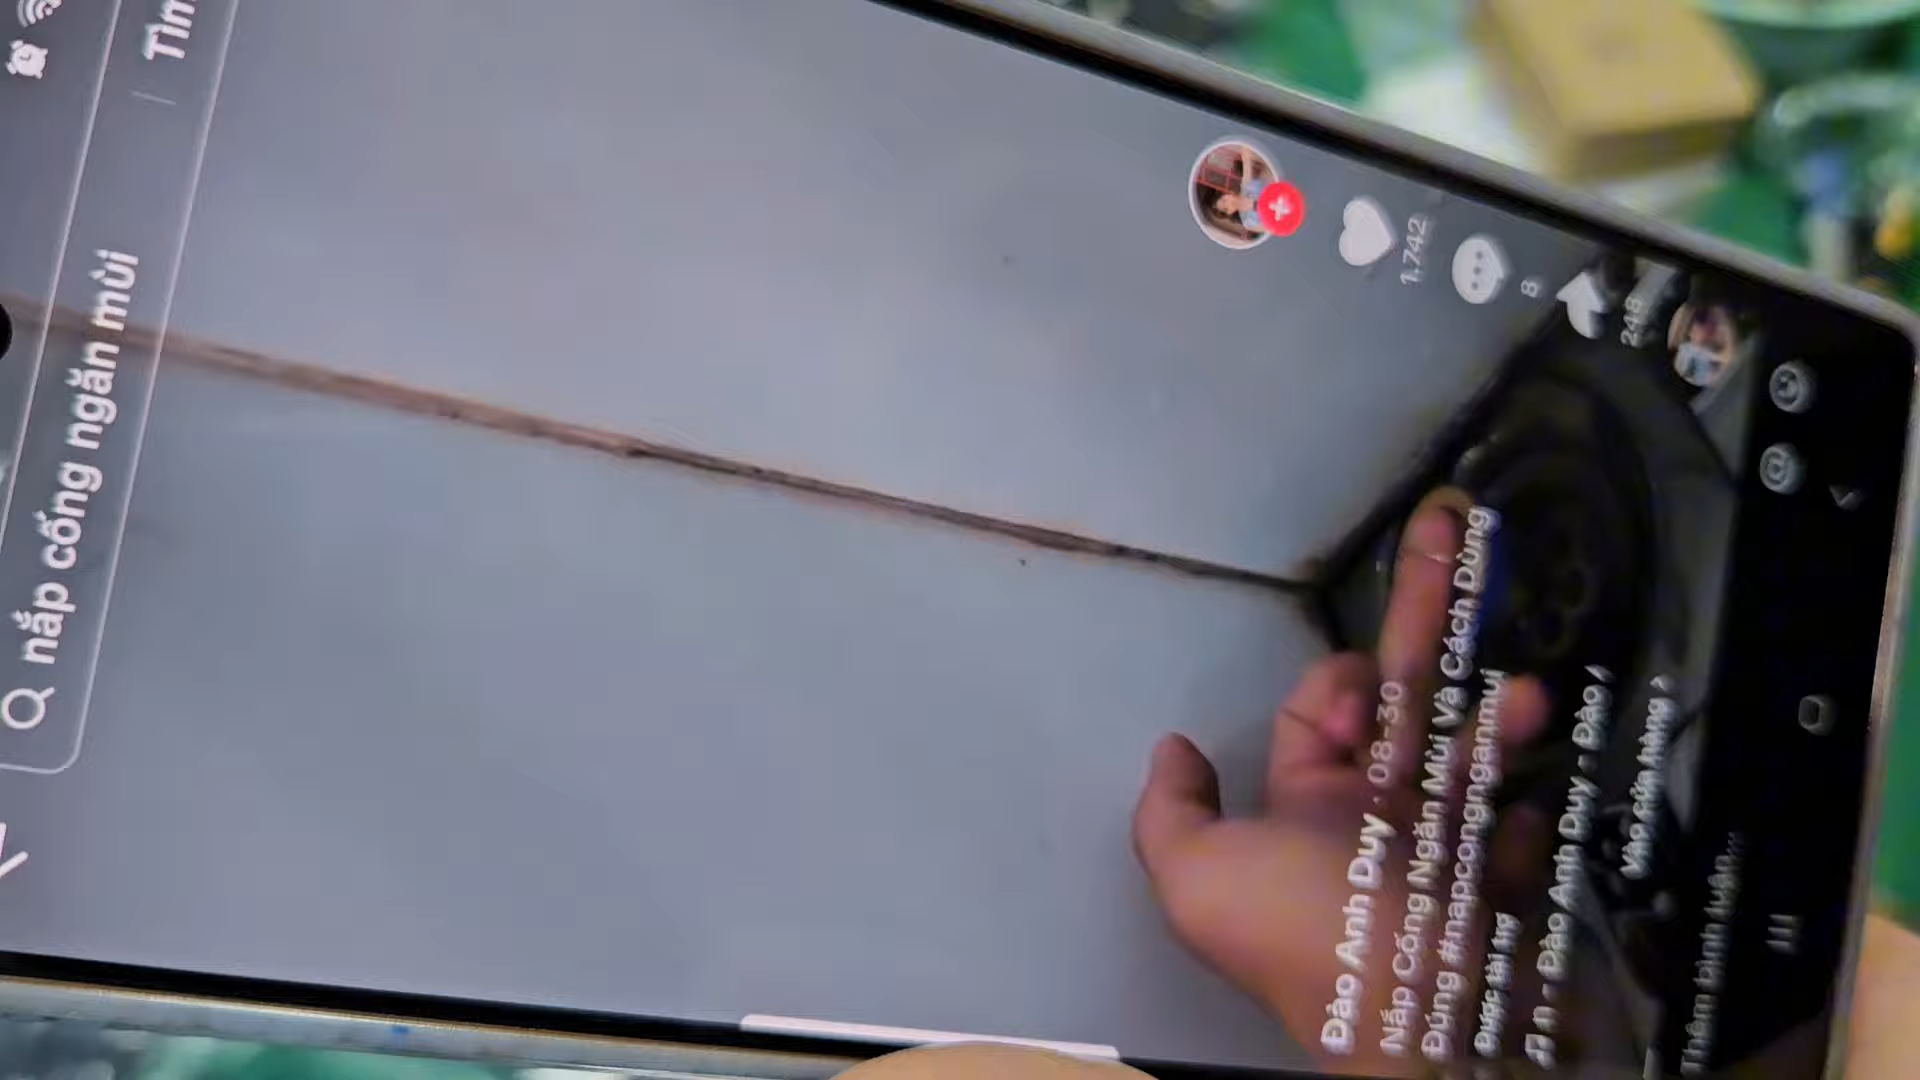 nắp cống ngăn mùi
Tìm
1.742
8
248
Đào Anh Duy · 08-30
Nắp Cống Ngăn Mùi Và Cách Dùng
Đúng #napcongnganmui
Được tài trợ
n - Đào Anh Duy - Đào
Vào cửa hàng >
Thêm bình luận...